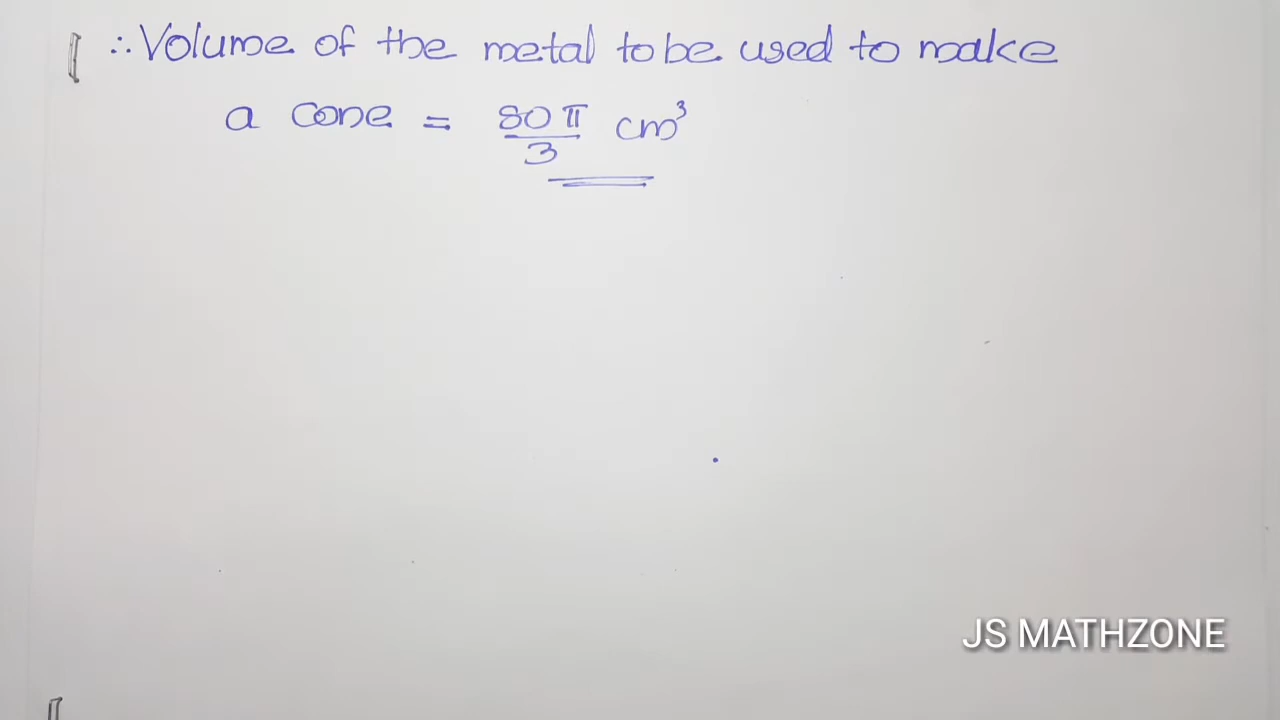 ∴ Volume of the metal to be used to make
a cone = 80π/3 cm³
JS MATHZONE